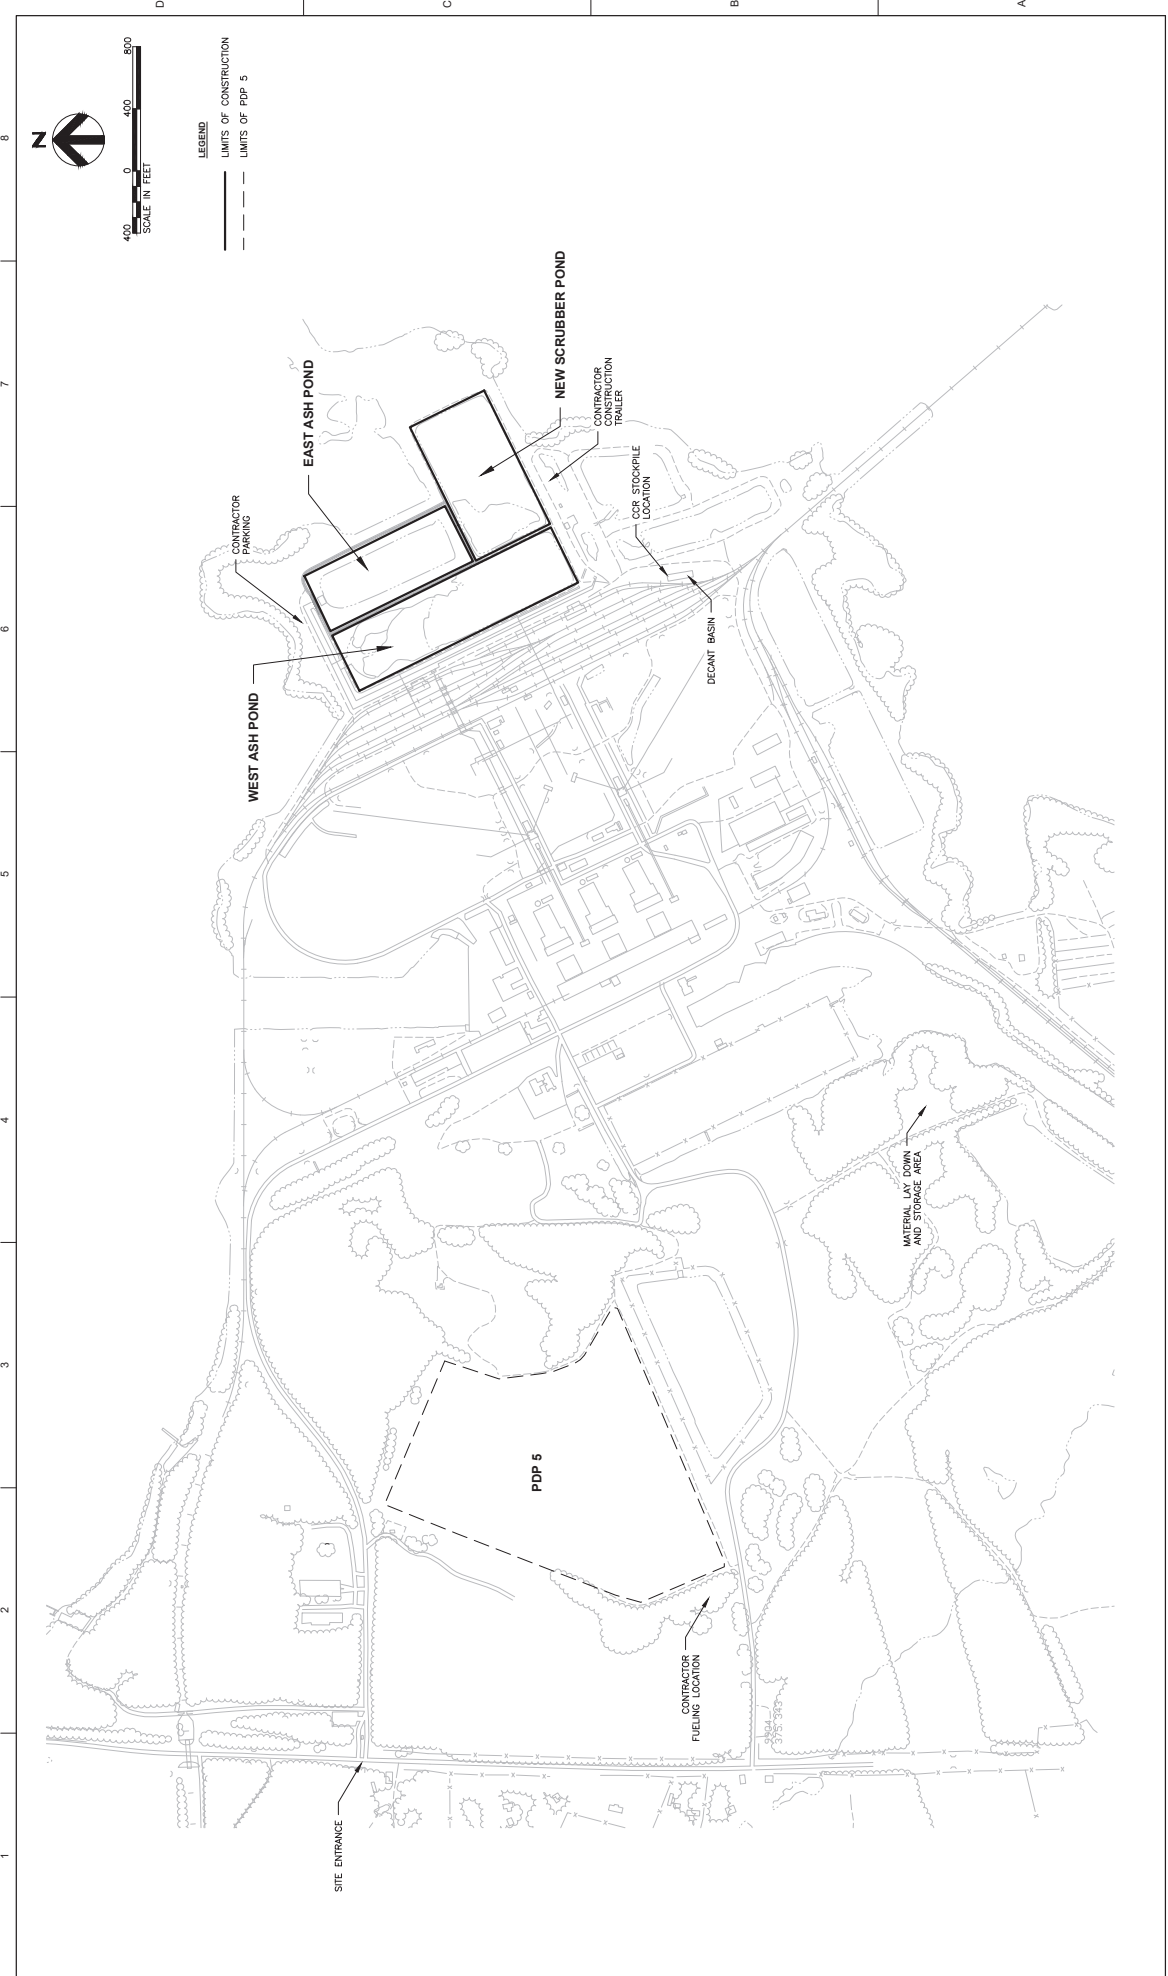 D
C
B
A
8
7
6
5
4
3
2
1
N
400
0
400
800
SCALE IN FEET
LEGEND
LIMITS OF CONSTRUCTION
LIMITS OF PDP 5
NEW SCRUBBER POND
EAST ASH POND
CONTRACTOR
CONSTRUCTION
TRAILER
CONTRACTOR
PARKING
CCR STOCKPILE
LOCATION
DECANT BASIN
WEST ASH POND
MATERIAL LAY DOWN
AND STORAGE AREA
PDP 5
CONTRACTOR
FUELING LOCATION
375.343
SITE ENTRANCE